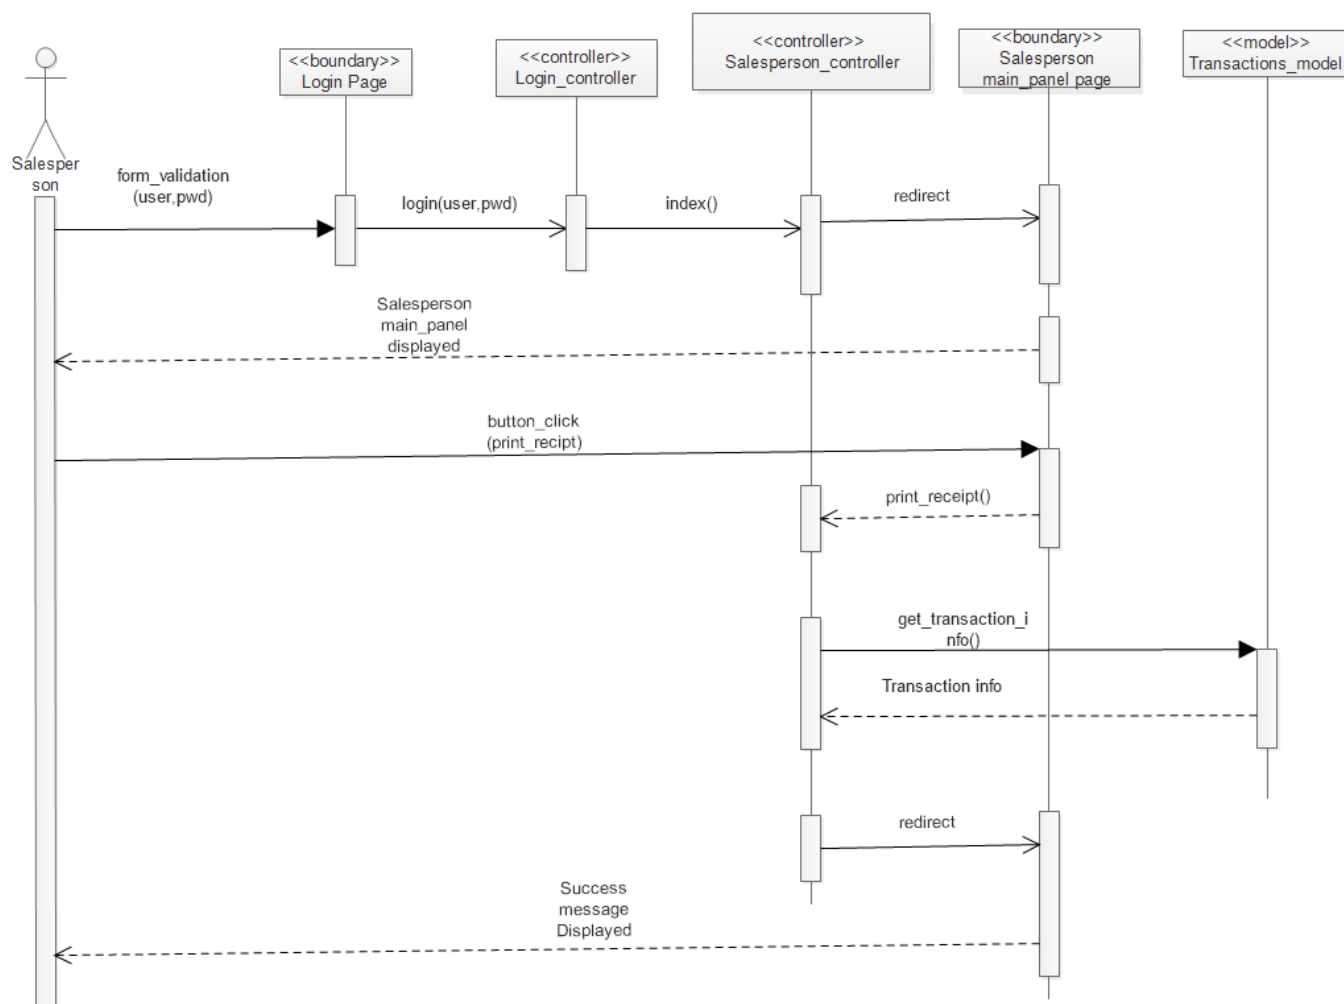 <<controller>>
Salesperson_controller
<<boundary>>
Salesperson
main_panel page
<<model>>
Transactions_model
<<boundary>>
Login Page
<<controller>>
Login_controller
Salesper
son
form_validation
(user,pwd)
login(user,pwd)
index()
redirect
Salesperson
main_panel
displayed
button_click
(print_recipt)
print_receipt()
get_transaction_i
nfo()
Transaction info
redirect
Success
message
Displayed